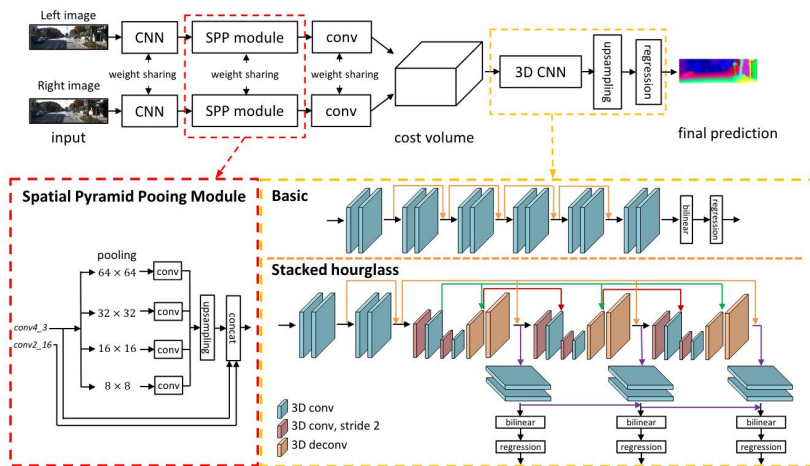 Left image
CNN
SPP module
conv
weight sharing
weight sharing
weight sharing
Right image
CNN
SPP module
conv
input
cost volume
3D CNN
upsampling
regression
final prediction
Spatial Pyramid Pooing Module
pooling
64 × 64
conv
32 × 32
conv
16 × 16
conv
8 × 8
conv
conv4_3
conv2_16
upsampling
concat
Basic
bilinear
regression
Stacked hourglass
3D conv
3D conv, stride 2
3D deconv
bilinear
bilinear
bilinear
regression
regression
regression